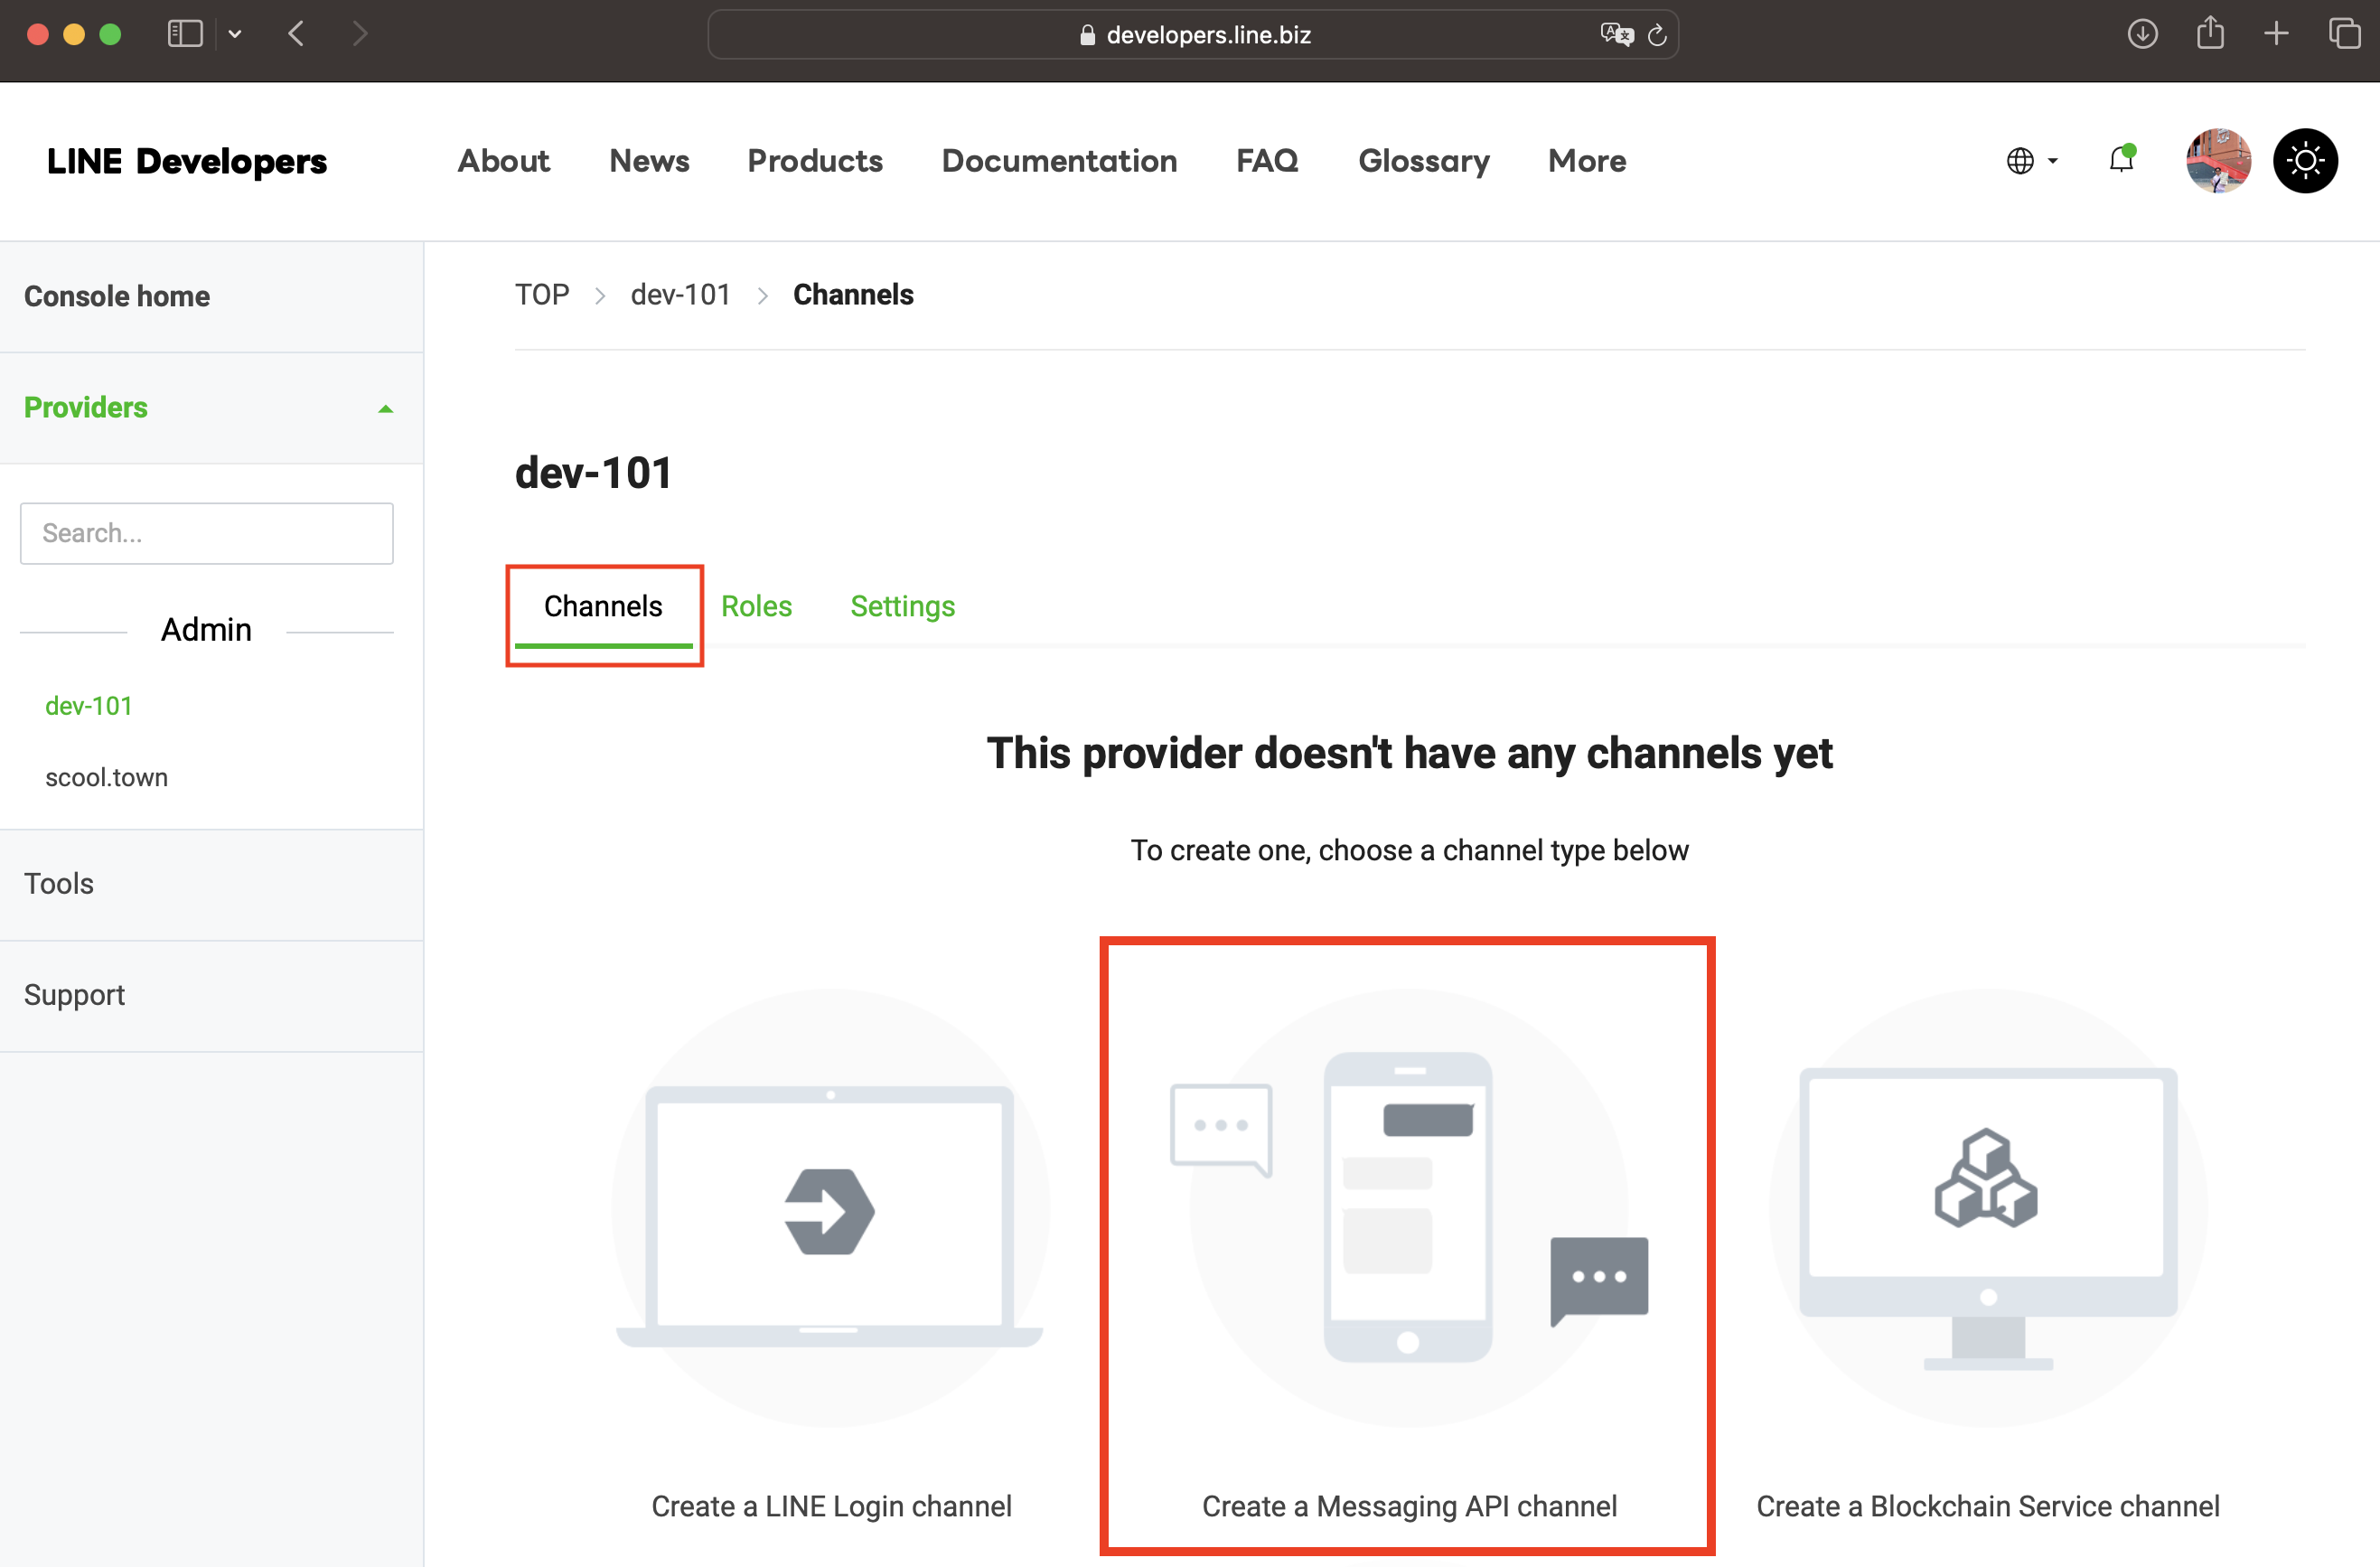 developers.line.biz
LINE Developers
About News Products Documentation FAQ Glossary More
Console home
Providers
Search...
Admin
dev-101
scool.town
Tools
Support
TOP > dev-101 > Channels
dev-101
Channels Roles Settings
This provider doesn't have any channels yet
To create one, choose a channel type below
Create a LINE Login channel
Create a Messaging API channel
Create a Blockchain Service channel